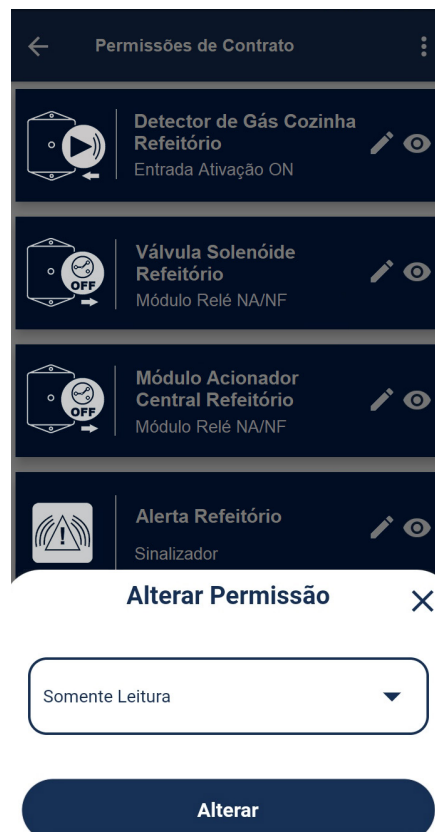 Permissões de Contrato
Detector de Gás Cozinha
Refeitório
Entrada Ativação ON
Válvula Solenóide
Refeitório
Módulo Relé NA/NF
OFF
Módulo Acionador
Central Refeitório
Módulo Relé NA/NF
OFF
Alerta Refeitório
Sinalizador
Alterar Permissão
Somente Leitura
Alterar